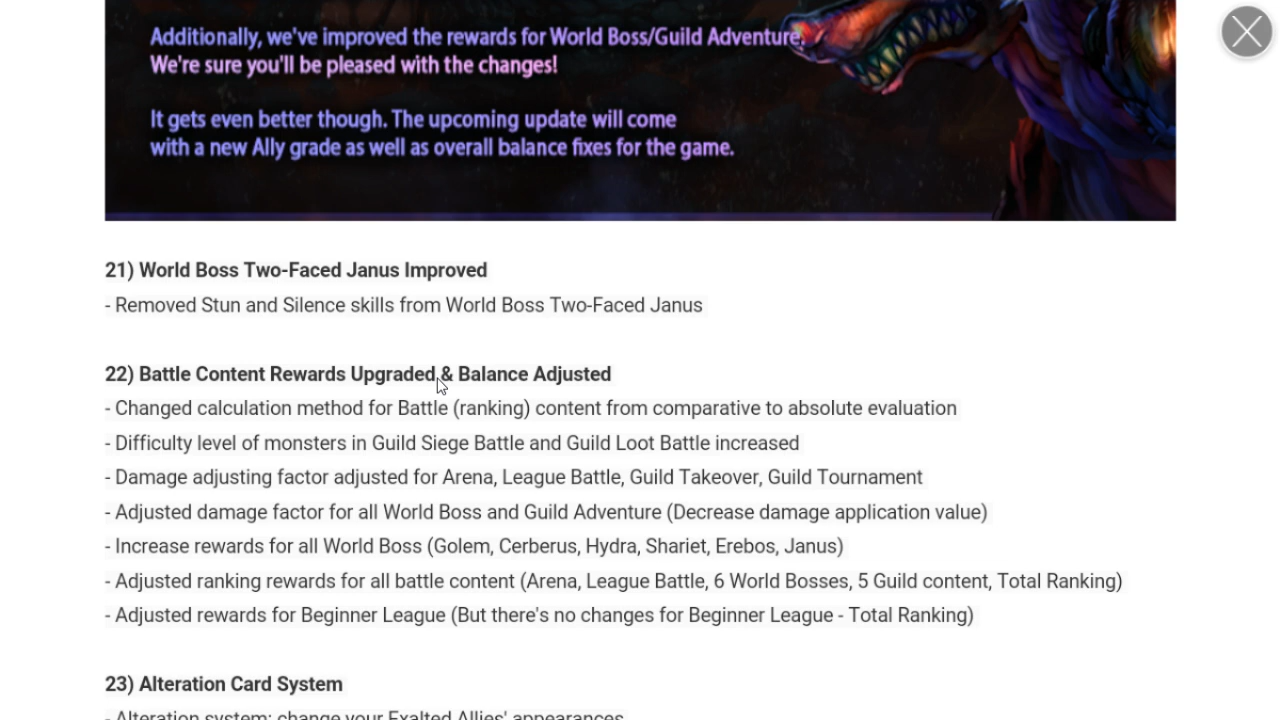 Additionally, we've improved the rewards for World Boss/Guild Adventure.
We're sure you'll be pleased with the changes!
It gets even better though. The upcoming update will come
with a new Ally grade as well as overall balance fixes for the game.
21) World Boss Two-Faced Janus Improved
- Removed Stun and Silence skills from World Boss Two-Faced Janus
22) Battle Content Rewards Upgraded & Balance Adjusted
- Changed calculation method for Battle (ranking) content from comparative to absolute evaluation
- Difficulty level of monsters in Guild Siege Battle and Guild Loot Battle increased
- Damage adjusting factor adjusted for Arena, League Battle, Guild Takeover, Guild Tournament
- Adjusted damage factor for all World Boss and Guild Adventure (Decrease damage application value)
- Increase rewards for all World Boss (Golem, Cerberus, Hydra, Shariet, Erebos, Janus)
- Adjusted ranking rewards for all battle content (Arena, League Battle, 6 World Bosses, 5 Guild content, Total Ranking)
- Adjusted rewards for Beginner League (But there's no changes for Beginner League - Total Ranking)
23) Alteration Card System
- Alteration system: change your Exalted Allies' appearances